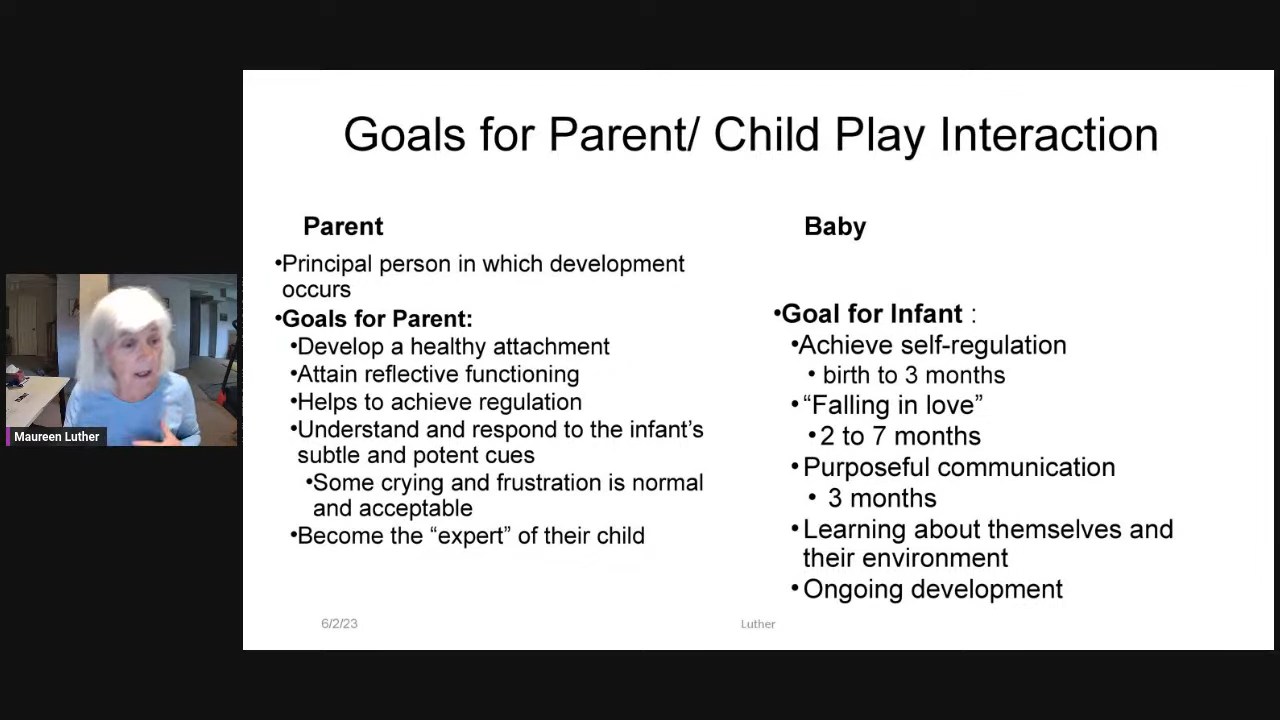 Goals for Parent/ Child Play Interaction
Parent
•Principal person in which development
occurs
•Goals for Parent:
•Develop a healthy attachment
•Attain reflective functioning
•Helps to achieve regulation
•Understand and respond to the infant’s
subtle and potent cues
•Some crying and frustration is normal
and acceptable
•Become the “expert” of their child
Baby
•Goal for Infant :
•Achieve self-regulation
• birth to 3 months
•“Falling in love”
•2 to 7 months
•Purposeful communication
• 3 months
•Learning about themselves and
their environment
•Ongoing development
6/2/23
Luther
Maureen Luther